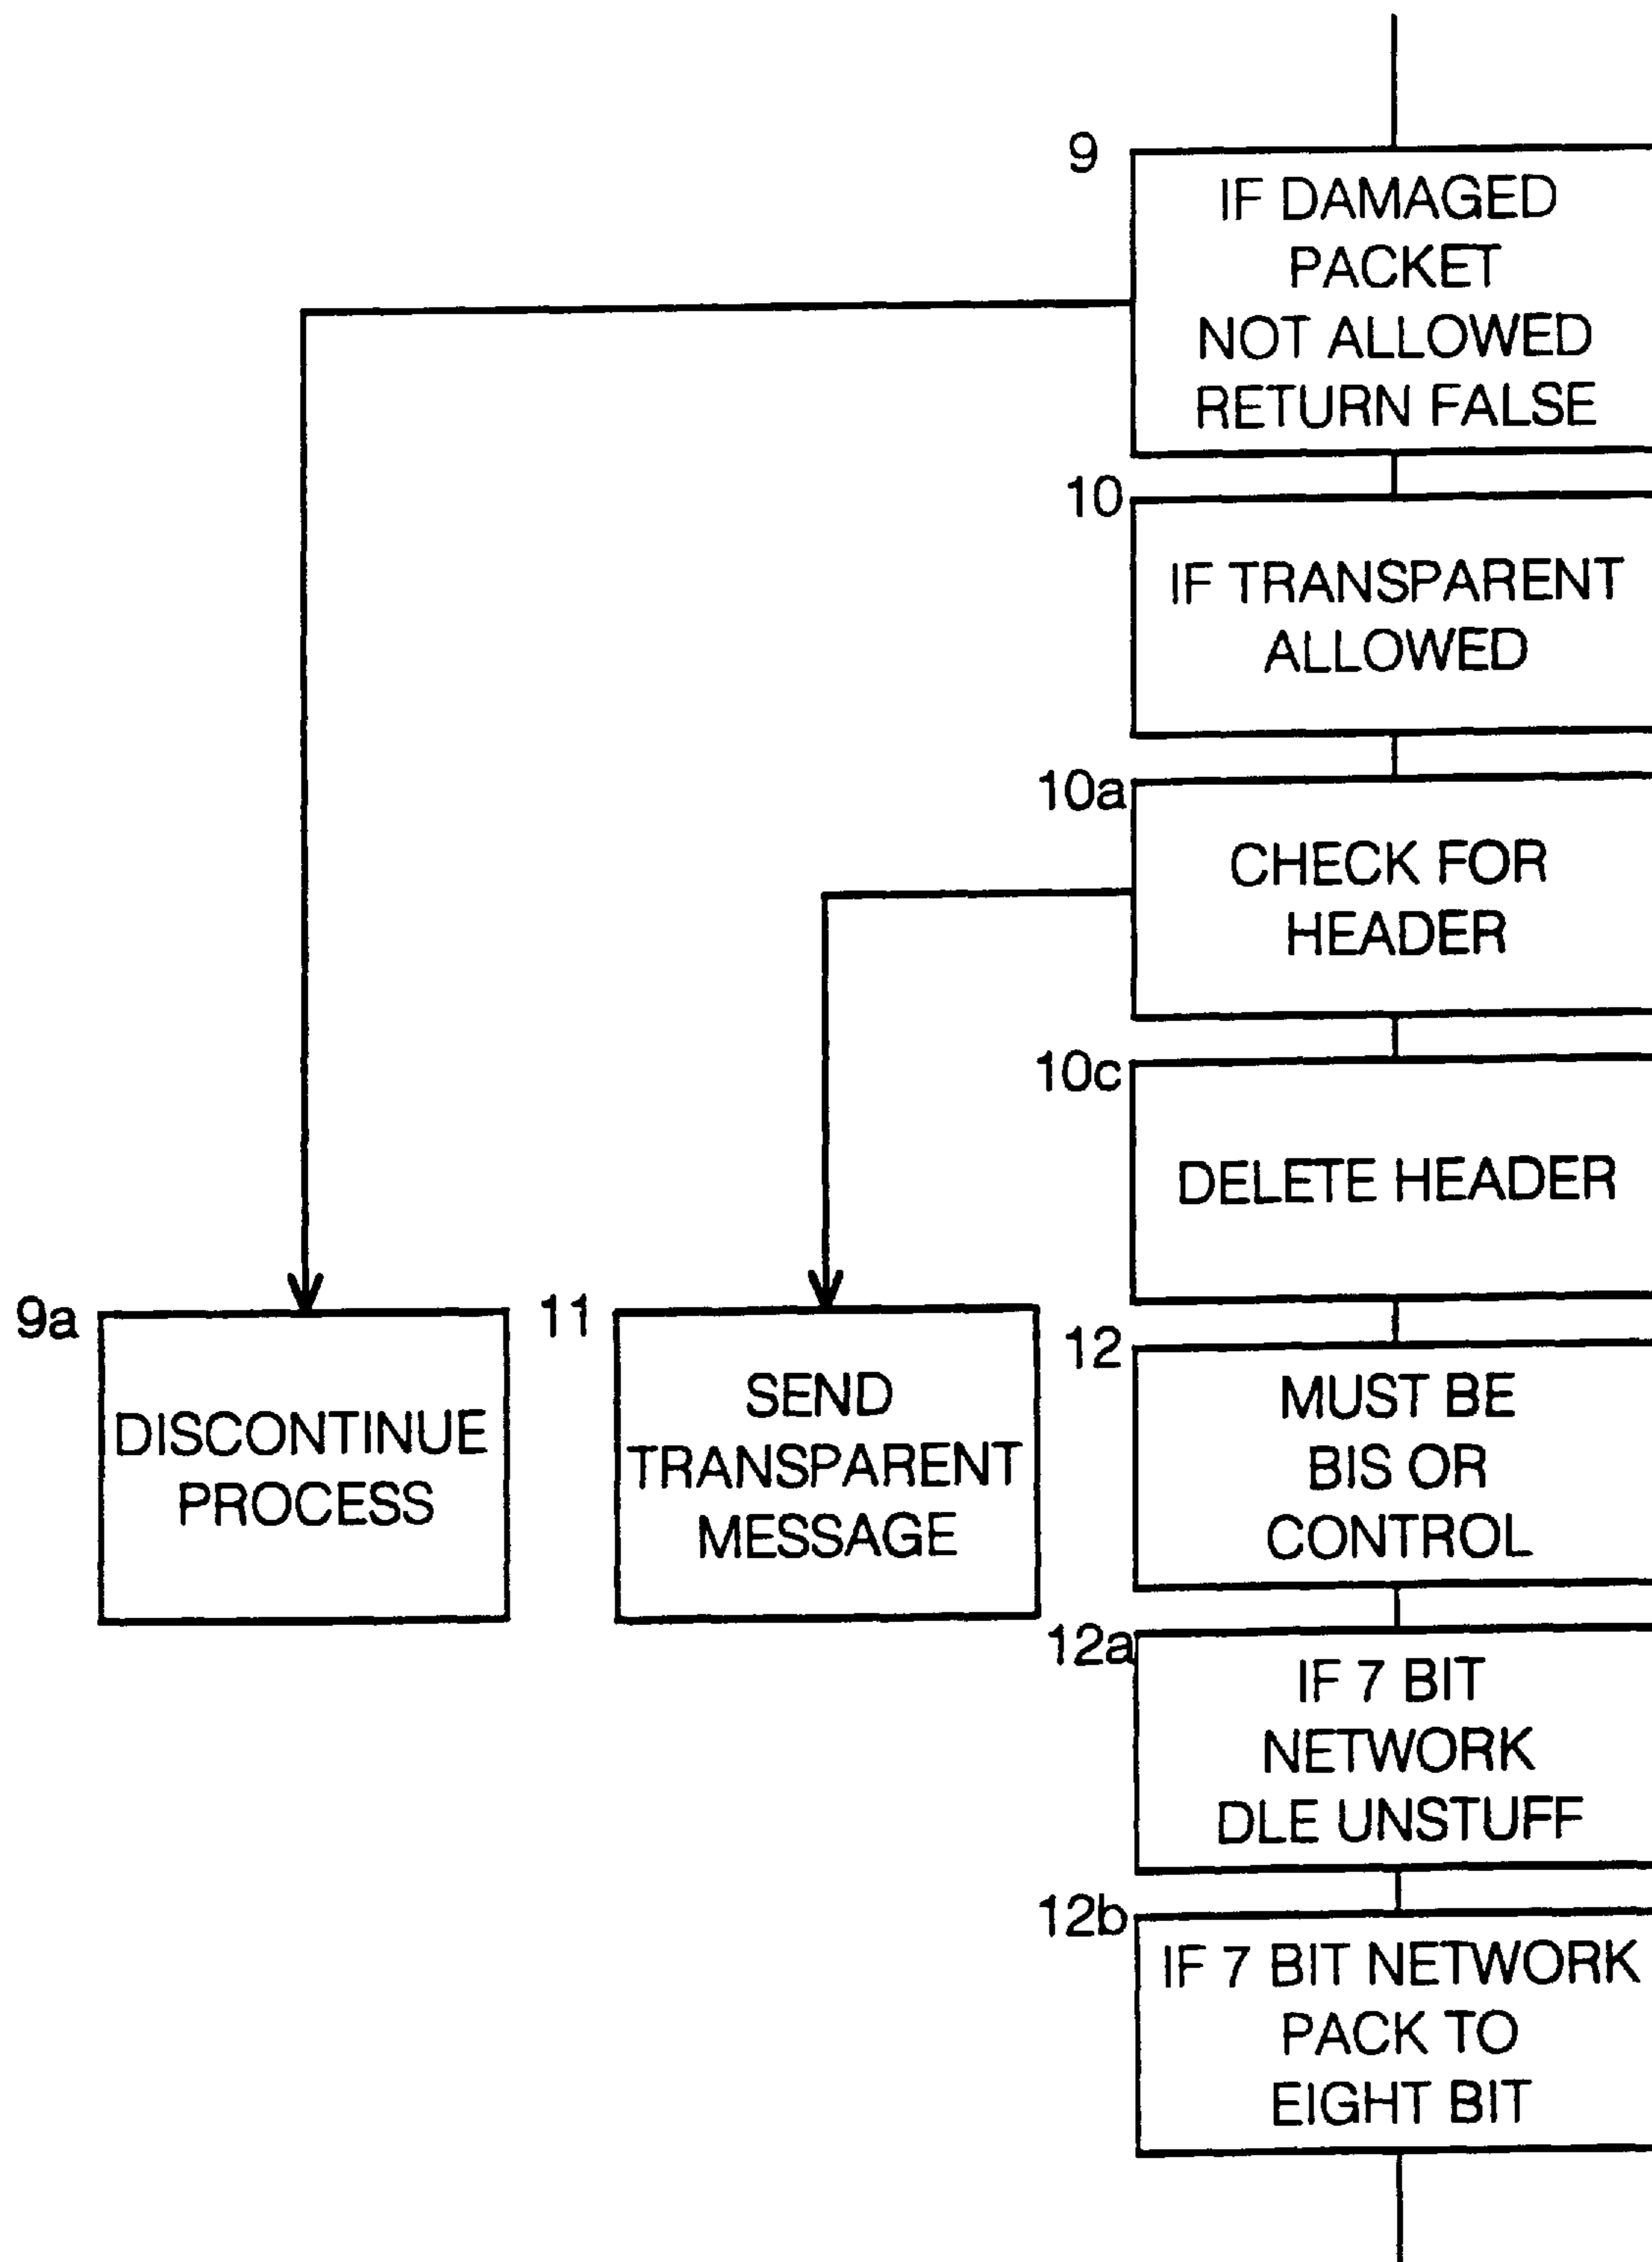 9
IF DAMAGED
PACKET
NOT ALLOWED
RETURN FALSE
10
IF TRANSPARENT
ALLOWED
10a
CHECK FOR
HEADER
10c
DELETE HEADER
9a
DISCONTINUE
PROCESS
11
SEND
TRANSPARENT
MESSAGE
12
MUST BE
BIS OR
CONTROL
12a
IF 7 BIT
NETWORK
DLE UNSTUFF
12b
IF 7 BIT NETWORK
PACK TO
EIGHT BIT